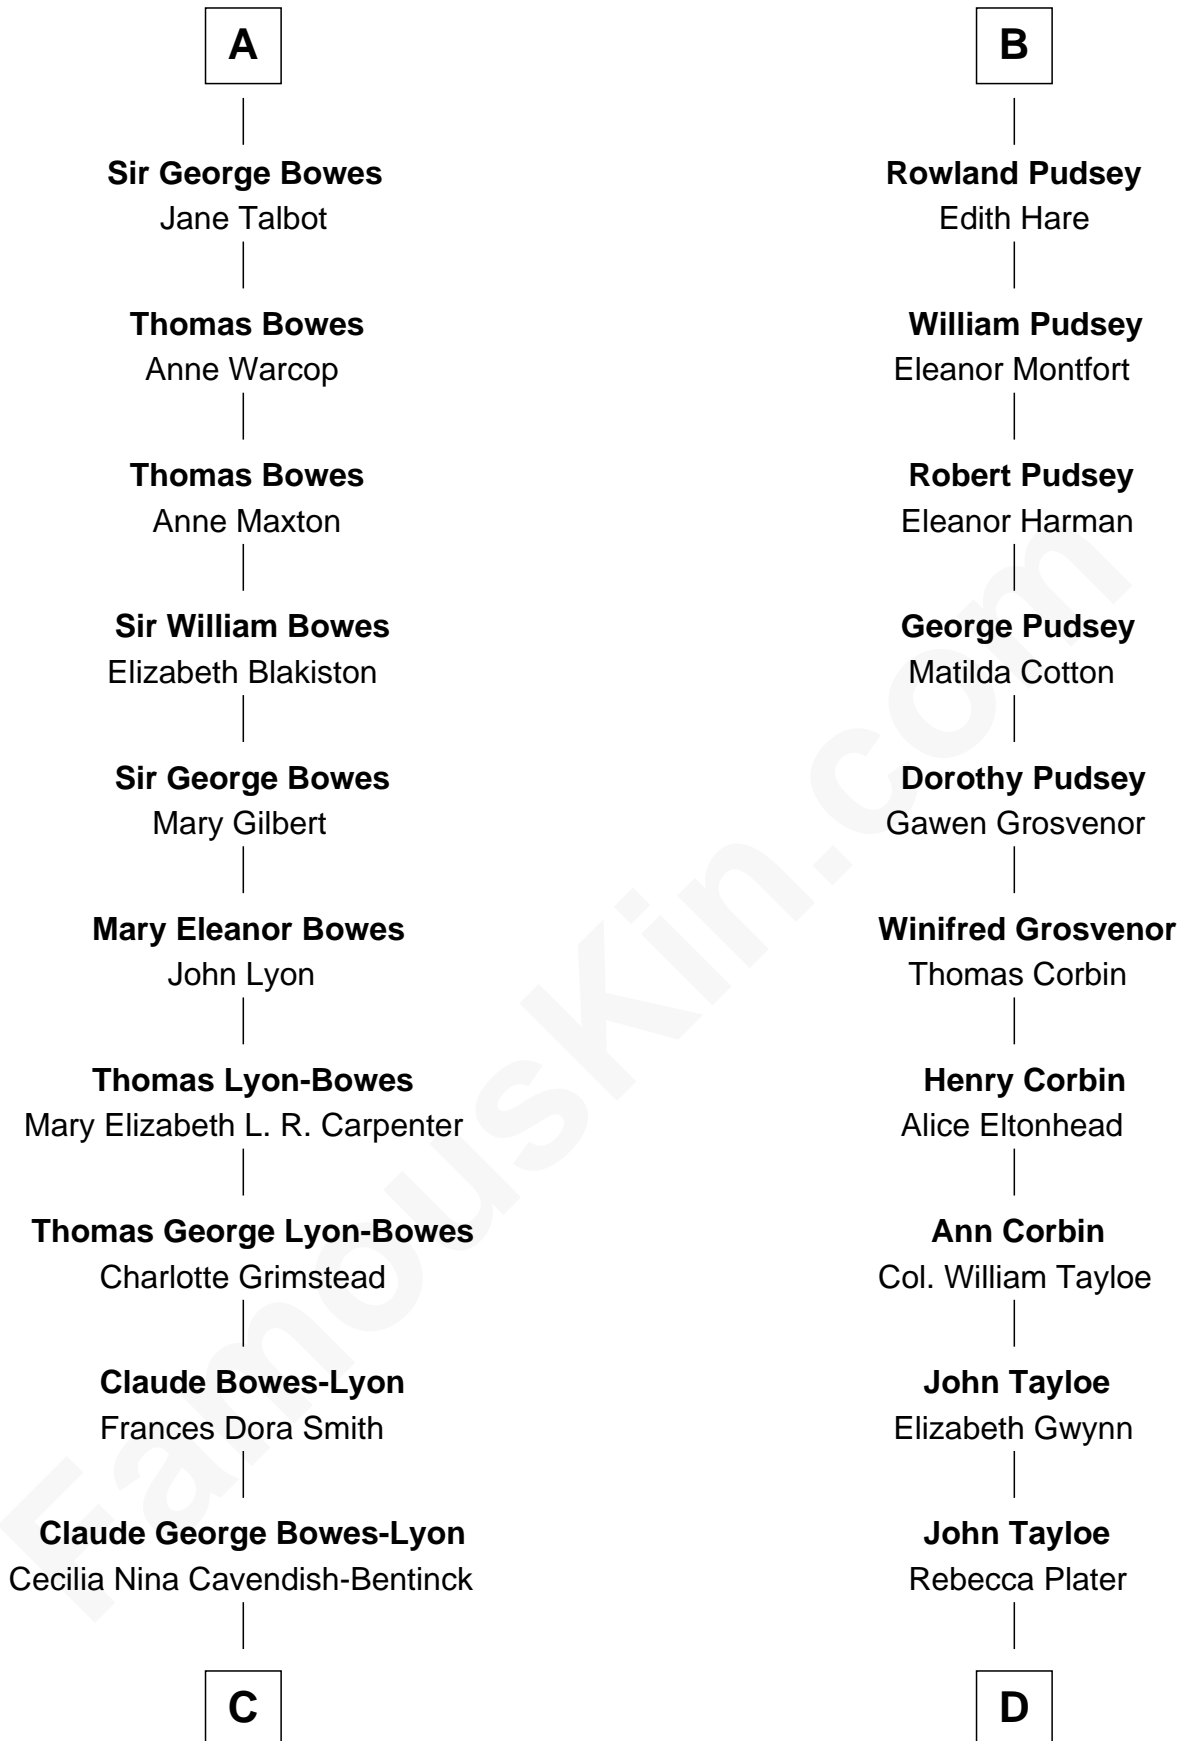 A
Sir George Bowes
Jane Talbot
Thomas Bowes
Anne Warcop
Thomas Bowes
Anne Maxton
Sir William Bowes
Elizabeth Blakiston
Sir George Bowes
Mary Gilbert
Mary Eleanor Bowes
John Lyon
Thomas Lyon-Bowes
Mary Elizabeth L. R. Carpenter
Thomas George Lyon-Bowes
Charlotte Grimstead
Claude Bowes-Lyon
Frances Dora Smith
Claude George Bowes-Lyon
Cecilia Nina Cavendish-Bentinck
C
B
Rowland Pudsey
Edith Hare
William Pudsey
Eleanor Montfort
Robert Pudsey
Eleanor Harman
George Pudsey
Matilda Cotton
Dorothy Pudsey
Gawen Grosvenor
Winifred Grosvenor
Thomas Corbin
Henry Corbin
Alice Eltonhead
Ann Corbin
Col. William Tayloe
John Tayloe
Elizabeth Gwynn
John Tayloe
Rebecca Plater
D
FamousKin.com